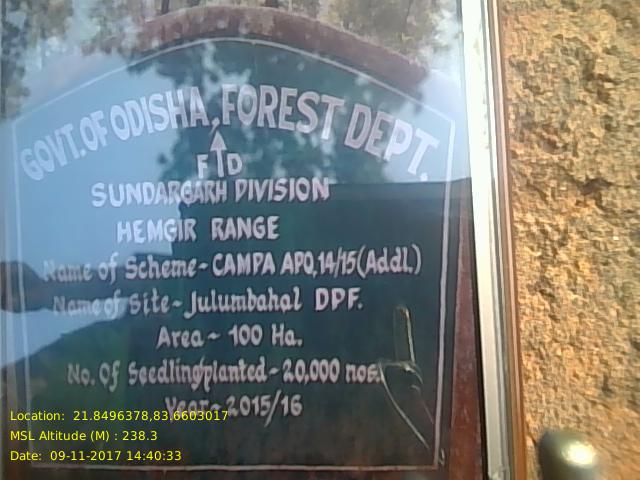 GOVT. OF ODISHA, FOREST DEPT.
F D
SUNDARGARH DIVISION
HEMGIR RANGE
Name of Scheme~ CAMPA APO, 14/15 (Addl.)
Name of Site~ Julumbahal DPF.
Area~ 100 Ha.
No. Of Seedling planted~ 20,000 nos.
Year~ 2015/16
Location: 21.8496378,83.6603017
MSL Altitude (M) : 238.3
Date: 09-11-2017 14:40:33